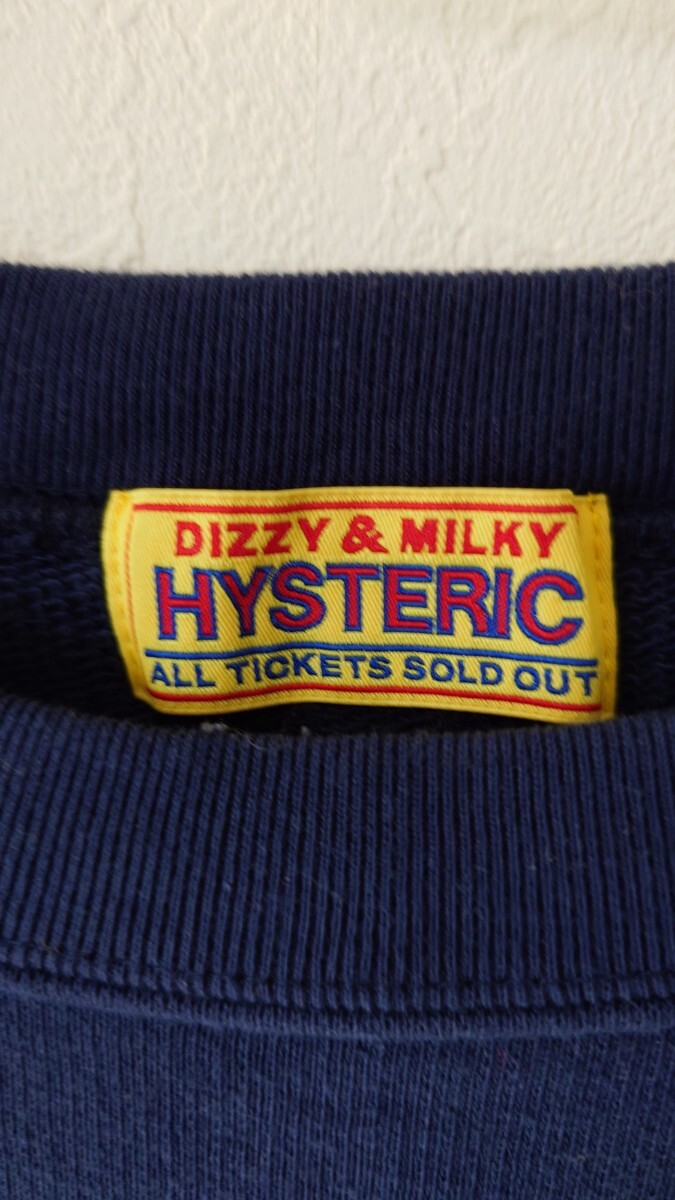 DIZZY & MILKY
HYSTERIC
ALL TICKETS SOLD OUT